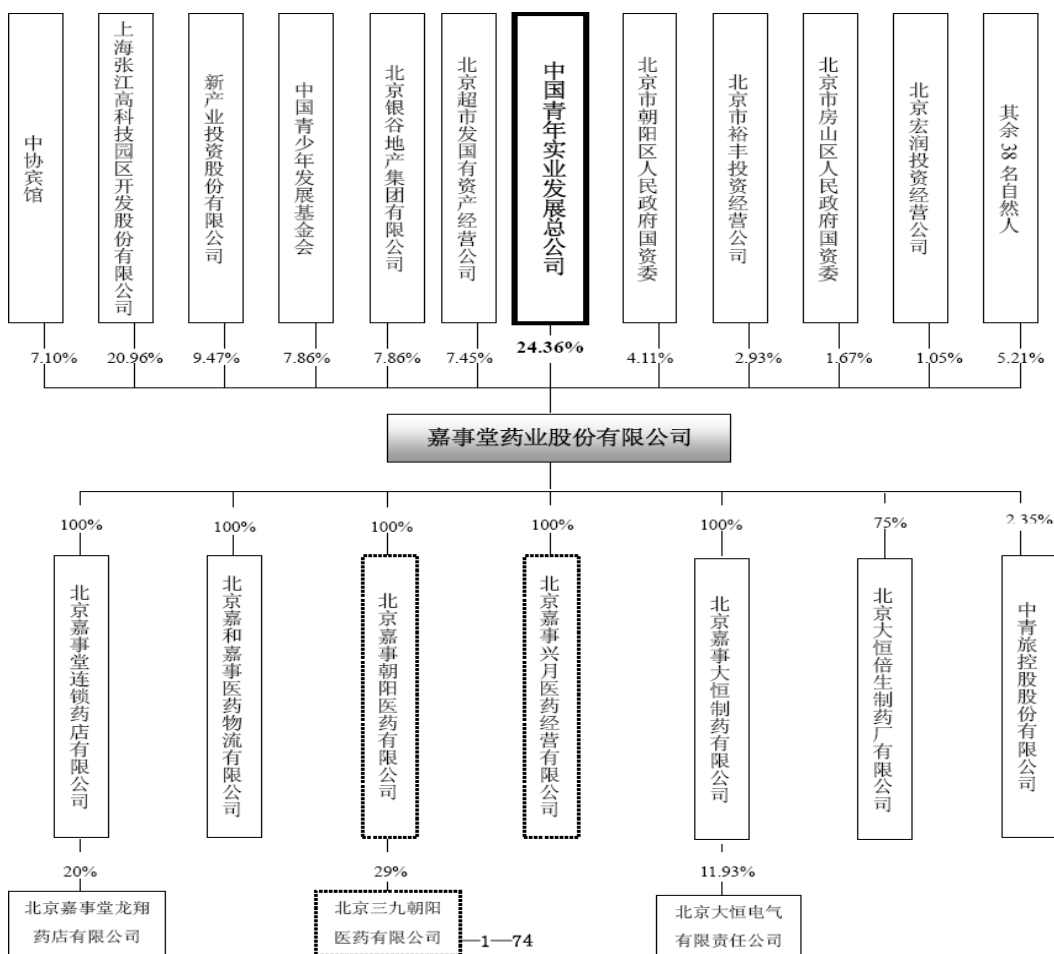 中协宾馆
上海张江高科技园区开发股份有限公司
新产业投资股份有限公司
中国青少年发展基金会
北京银谷地产集团有限公司
北京超市发国有资产经营公司
中国青年实业发展总公司
北京市朝阳区人民政府国资委
北京市裕丰投资经营公司
北京市房山区人民政府国资委
北京宏润投资经营公司
其余 38 名自然人
7.10%
20.96%
9.47%
7.86%
7.86%
7.45%
24.36%
4.11%
2.93%
1.67%
1.05%
5.21%
嘉事堂药业股份有限公司
100%
100%
100%
100%
100%
75%
2.35%
北京嘉事堂连锁药店有限公司
北京嘉和嘉事医药物流有限公司
北京嘉事朝阳医药有限公司
北京嘉事兴月医药经营有限公司
北京嘉事大恒制药有限公司
北京大恒倍生制药厂有限公司
中青旅控股股份有限公司
20%
29%
11.93%
北京嘉事堂龙翔
药店有限公司
北京三九朝阳
医药有限公司
北京大恒电气
有限责任公司
1—74